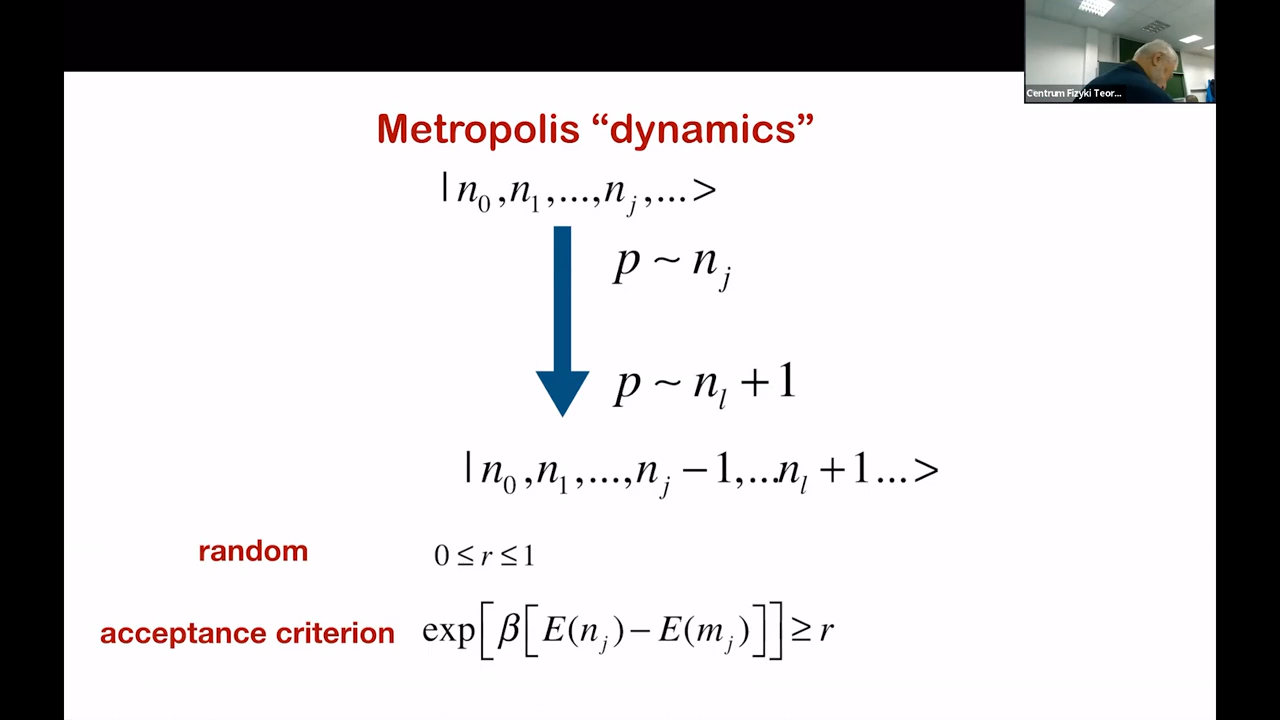 Centrum Fizyki Teor...
Metropolis “dynamics”
|n₀,n₁,...,nⱼ,...>
p ~ nⱼ
p ~ nₗ + 1
|n₀,n₁,...,nⱼ − 1,...nₗ + 1...>
random 0 ≤ r ≤ 1
acceptance criterion exp[β[E(nⱼ) − E(mⱼ)]] ≥ r